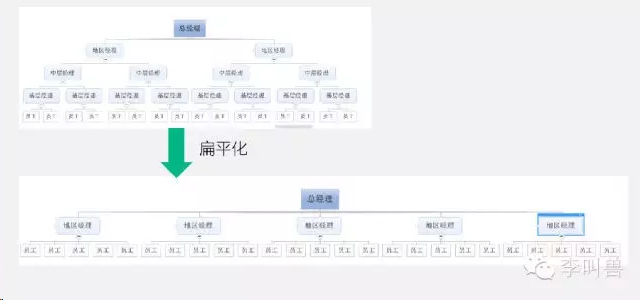 总经理
地区经理 地区经理
中层经理 中层经理 中层经理 中层经理
基层经理 基层经理 基层经理 基层经理 基层经理 基层经理 基层经理 基层经理
员工 员工 员工 员工 员工 员工 员工 员工 员工 员工 员工 员工 员工 员工 员工 员工
扁平化
总经理
地区经理 地区经理 地区经理 地区经理 地区经理
员工 员工 员工 员工 员工 员工 员工 员工 员工 员工 员工 员工 员工 员工 员工 员工 员工 员工 员工 员工 员工 员工 员工 员工 员工
李叫兽